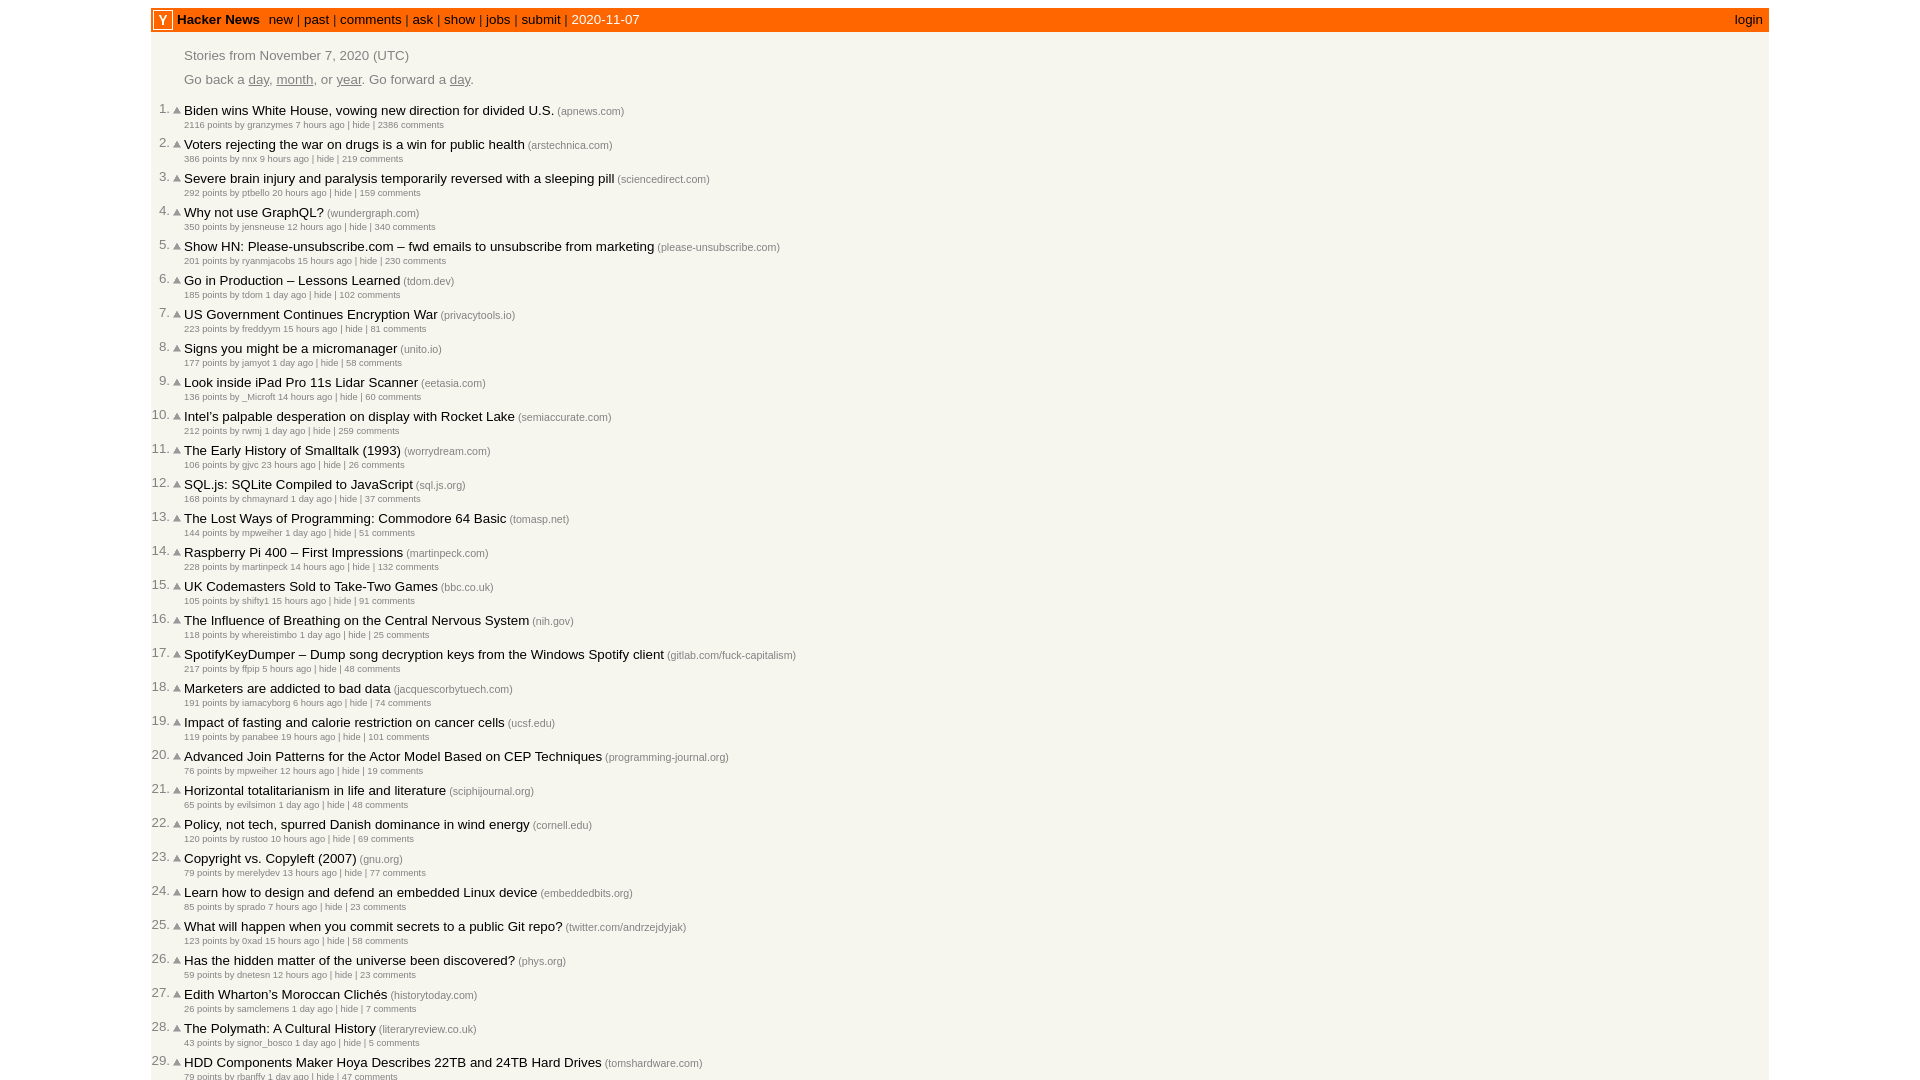 Y Hacker News new | past | comments | ask | show | jobs | submit | 2020-11-07 login
Stories from November 7, 2020 (UTC)
Go back a day, month, or year. Go forward a day.
1. Biden wins White House, vowing new direction for divided U.S. (apnews.com)
2116 points by granzymes 7 hours ago | hide | 2386 comments
2. Voters rejecting the war on drugs is a win for public health (arstechnica.com)
386 points by nnx 9 hours ago | hide | 219 comments
3. Severe brain injury and paralysis temporarily reversed with a sleeping pill (sciencedirect.com)
292 points by ptbello 20 hours ago | hide | 159 comments
4. Why not use GraphQL? (wundergraph.com)
350 points by jensneuse 12 hours ago | hide | 340 comments
5. Show HN: Please-unsubscribe.com – fwd emails to unsubscribe from marketing (please-unsubscribe.com)
201 points by ryanmjacobs 15 hours ago | hide | 230 comments
6. Go in Production – Lessons Learned (tdom.dev)
185 points by tdom 1 day ago | hide | 102 comments
7. US Government Continues Encryption War (privacytools.io)
223 points by freddyym 15 hours ago | hide | 81 comments
8. Signs you might be a micromanager (unito.io)
177 points by jamyot 1 day ago | hide | 58 comments
9. Look inside iPad Pro 11s Lidar Scanner (eetasia.com)
136 points by _Microft 14 hours ago | hide | 60 comments
10. Intel’s palpable desperation on display with Rocket Lake (semiaccurate.com)
212 points by rwmj 1 day ago | hide | 259 comments
11. The Early History of Smalltalk (1993) (worrydream.com)
106 points by gjvc 23 hours ago | hide | 26 comments
12. SQL.js: SQLite Compiled to JavaScript (sql.js.org)
168 points by chmaynard 1 day ago | hide | 37 comments
13. The Lost Ways of Programming: Commodore 64 Basic (tomasp.net)
144 points by mpweiher 1 day ago | hide | 51 comments
14. Raspberry Pi 400 – First Impressions (martinpeck.com)
228 points by martinpeck 14 hours ago | hide | 132 comments
15. UK Codemasters Sold to Take-Two Games (bbc.co.uk)
105 points by shifty1 15 hours ago | hide | 91 comments
16. The Influence of Breathing on the Central Nervous System (nih.gov)
118 points by whereistimbo 1 day ago | hide | 25 comments
17. SpotifyKeyDumper – Dump song decryption keys from the Windows Spotify client (gitlab.com/fuck-capitalism)
217 points by ffpip 5 hours ago | hide | 48 comments
18. Marketers are addicted to bad data (jacquescorbytuech.com)
191 points by iamacyborg 6 hours ago | hide | 74 comments
19. Impact of fasting and calorie restriction on cancer cells (ucsf.edu)
119 points by panabee 19 hours ago | hide | 101 comments
20. Advanced Join Patterns for the Actor Model Based on CEP Techniques (programming-journal.org)
76 points by mpweiher 12 hours ago | hide | 19 comments
21. Horizontal totalitarianism in life and literature (sciphijournal.org)
65 points by evilsimon 1 day ago | hide | 48 comments
22. Policy, not tech, spurred Danish dominance in wind energy (cornell.edu)
120 points by rustoo 10 hours ago | hide | 69 comments
23. Copyright vs. Copyleft (2007) (gnu.org)
79 points by merelydev 13 hours ago | hide | 77 comments
24. Learn how to design and defend an embedded Linux device (embeddedbits.org)
85 points by sprado 7 hours ago | hide | 23 comments
25. What will happen when you commit secrets to a public Git repo? (twitter.com/andrzejdyjak)
123 points by 0xad 15 hours ago | hide | 58 comments
26. Has the hidden matter of the universe been discovered? (phys.org)
59 points by dnetesn 12 hours ago | hide | 23 comments
27. Edith Wharton’s Moroccan Clichés (historytoday.com)
26 points by samclemens 1 day ago | hide | 7 comments
28. The Polymath: A Cultural History (literaryreview.co.uk)
43 points by signor_bosco 1 day ago | hide | 5 comments
29. HDD Components Maker Hoya Describes 22TB and 24TB Hard Drives (tomshardware.com)
79 points by rbanffy 1 day ago | hide | 47 comments